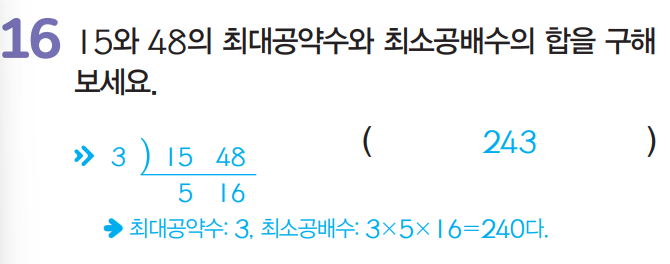 16 15와 48의 최대공약수와 최소공배수의 합을 구해
보세요.
( 243 )
» 3 ) 15 48
5 16
➔ 최대공약수: 3, 최소공배수: 3×5×16=240다.